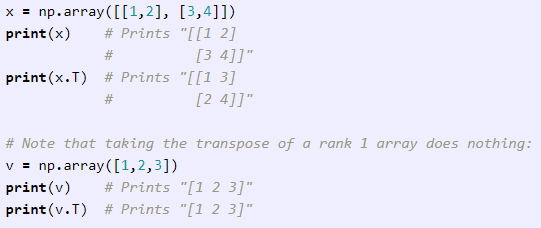 x = np.array([[1,2], [3,4]])
print(x)    # Prints "[[1 2]
            #          [3 4]]"
print(x.T)  # Prints "[[1 3]
            #          [2 4]]"

# Note that taking the transpose of a rank 1 array does nothing:
v = np.array([1,2,3])
print(v)    # Prints "[1 2 3]"
print(v.T)  # Prints "[1 2 3]"